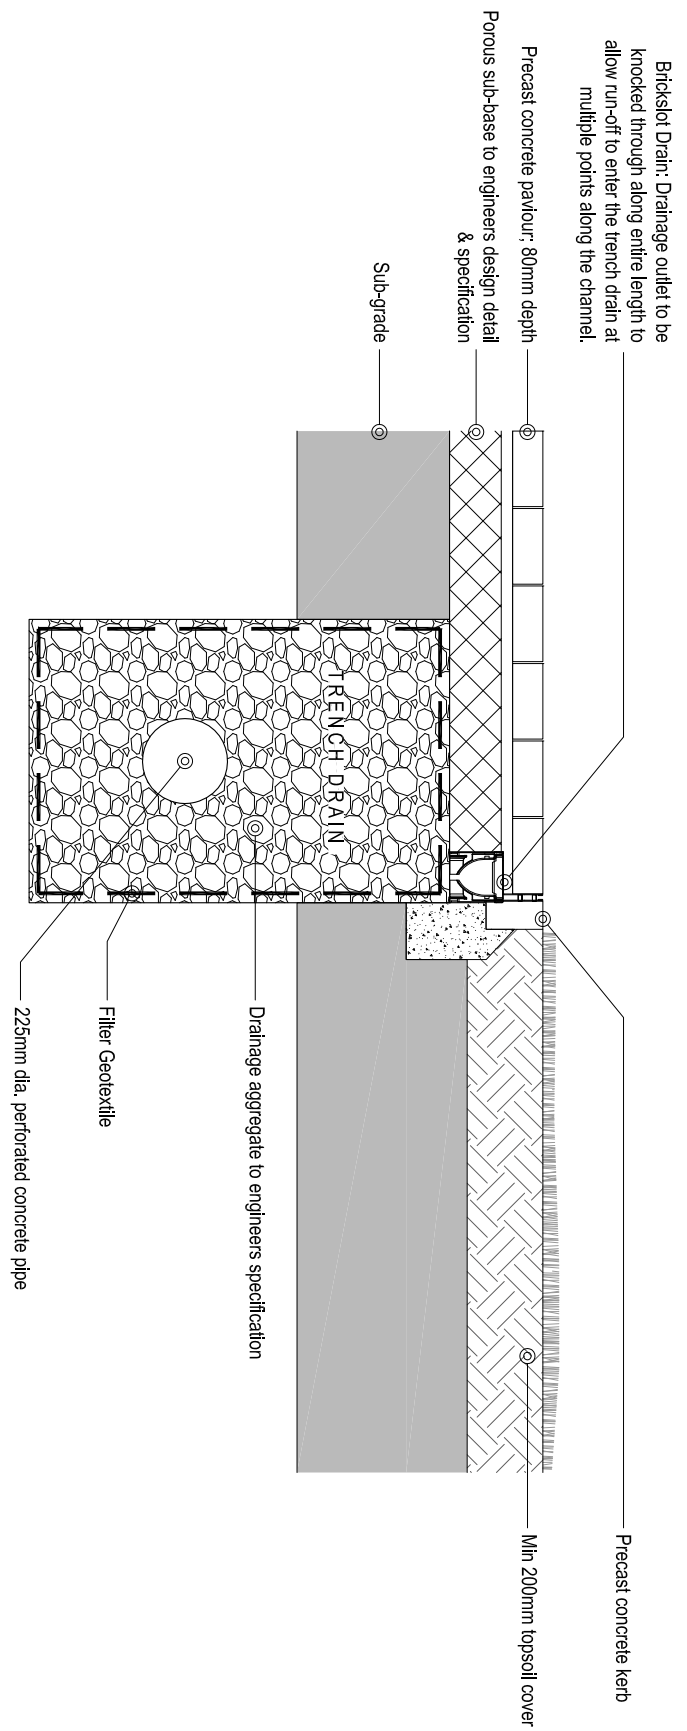 Brickslot Drain: Drainage outlet to be
knocked through along entire length to
allow run-off to enter the trench drain at
multiple points along the channel.
Precast concrete paviour; 80mm depth
Porous sub-base to engineers design detail
& specification
Sub-grade
TRENCH DRAIN
Precast concrete kerb
Min 200mm topsoil cover
Drainage aggregate to engineers specification
Filter Geotextile
225mm dia. perforated concrete pipe